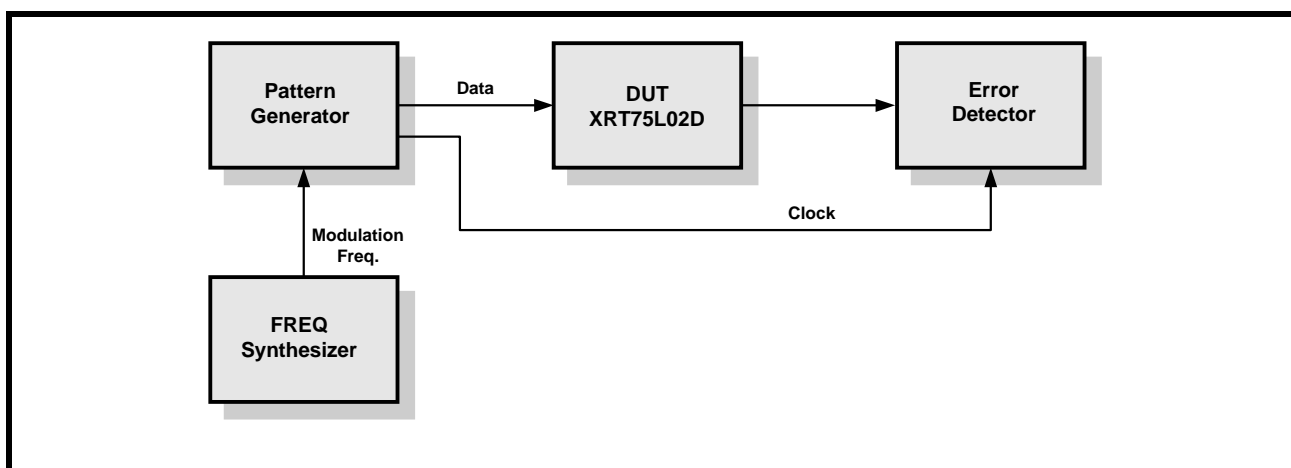 Pattern
Generator
Data
DUT
XRT75L02D
Error
Detector
Clock
Modulation
Freq.
FREQ
Synthesizer